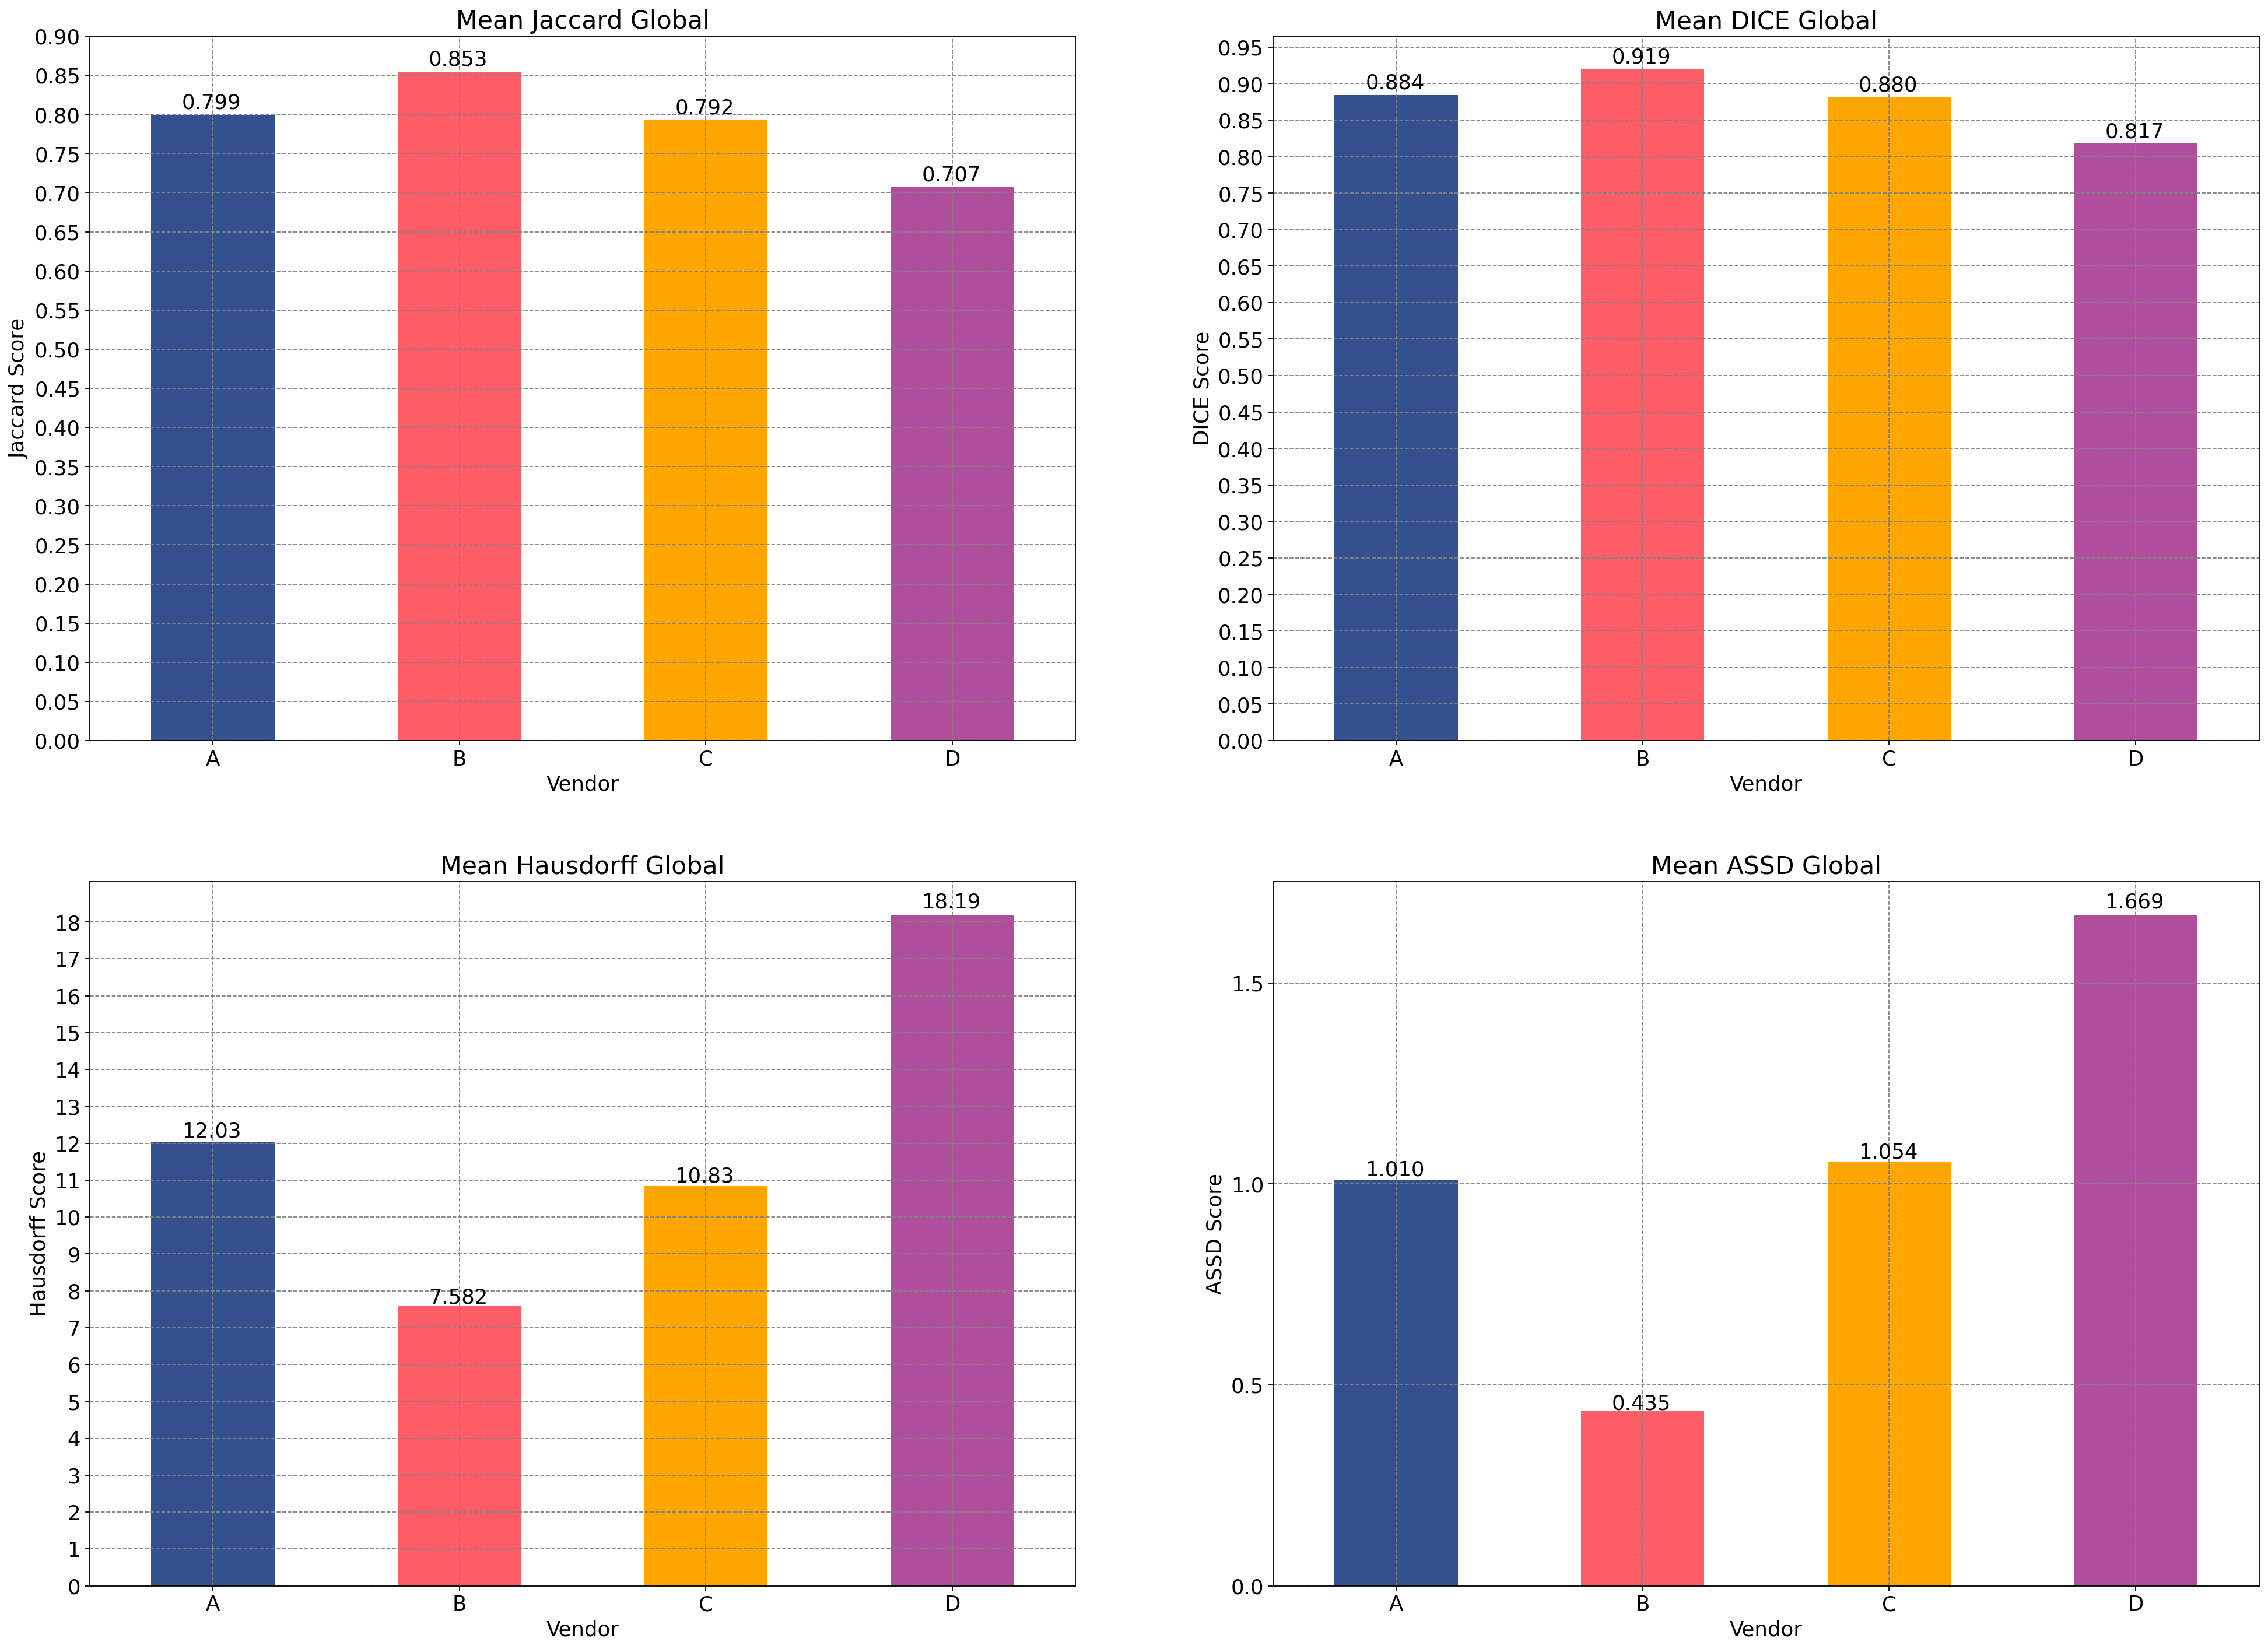 Mean Jaccard Global
0.90
0.85
0.80
0.75
0.70
0.65
0.60
0.55
0.50
0.45
0.40
0.35
0.30
0.25
0.20
0.15
0.10
0.05
0.00
Jaccard Score
0.799
0.853
0.792
0.707
A
B
C
D
Vendor
Mean DICE Global
0.95
0.90
0.85
0.80
0.75
0.70
0.65
0.60
0.55
0.50
0.45
0.40
0.35
0.30
0.25
0.20
0.15
0.10
0.05
0.00
DICE Score
0.884
0.919
0.880
0.817
A
B
C
D
Vendor
Mean Hausdorff Global
18
17
16
15
14
13
12
11
10
9
8
7
6
5
4
3
2
1
0
Hausdorff Score
12.03
7.582
10.83
18.19
A
B
C
D
Vendor
Mean ASSD Global
1.5
1.0
0.5
0.0
ASSD Score
1.010
0.435
1.054
1.669
A
B
C
D
Vendor